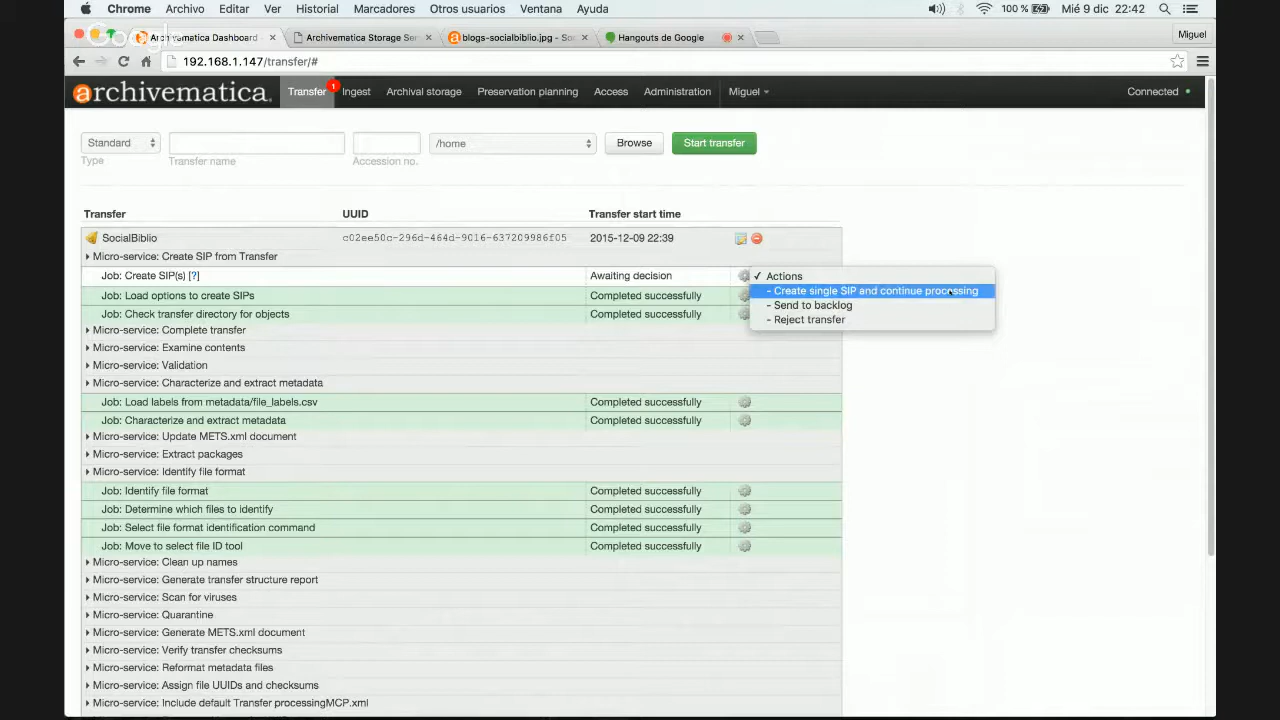 Chrome Archivo Editar Ver Historial Marcadores Otros usuarios Ventana Ayuda 100 % Mié 9 dic 22:42
Google
Archivematica Dashboard × Archivematica Storage Ser × blogs-socialbiblio.jpg - Soc × Hangouts de Google × Miguel
192.168.1.147/transfer/#
archivematica Transfer 1 Ingest Archival storage Preservation planning Access Administration Miguel Connected
Standard /home Browse Start transfer
Type Transfer name Accession no.
Transfer UUID Transfer start time
SocialBiblio c02ee50c-296d-464d-9016-637209986f05 2015-12-09 22:39
Micro-service: Create SIP from Transfer
Job: Create SIP(s) [?] Awaiting decision ✓ Actions
- Create single SIP and continue processing
Job: Load options to create SIPs Completed successfully
- Send to backlog
Job: Check transfer directory for objects Completed successfully
- Reject transfer
Micro-service: Complete transfer
Micro-service: Examine contents
Micro-service: Validation
Micro-service: Characterize and extract metadata
Job: Load labels from metadata/file_labels.csv Completed successfully
Job: Characterize and extract metadata Completed successfully
Micro-service: Update METS.xml document
Micro-service: Extract packages
Micro-service: Identify file format
Job: Identify file format Completed successfully
Job: Determine which files to identify Completed successfully
Job: Select file format identification command Completed successfully
Job: Move to select file ID tool Completed successfully
Micro-service: Clean up names
Micro-service: Generate transfer structure report
Micro-service: Scan for viruses
Micro-service: Quarantine
Micro-service: Generate METS.xml document
Micro-service: Verify transfer checksums
Micro-service: Reformat metadata files
Micro-service: Assign file UUIDs and checksums
Micro-service: Include default Transfer processingMCP.xml